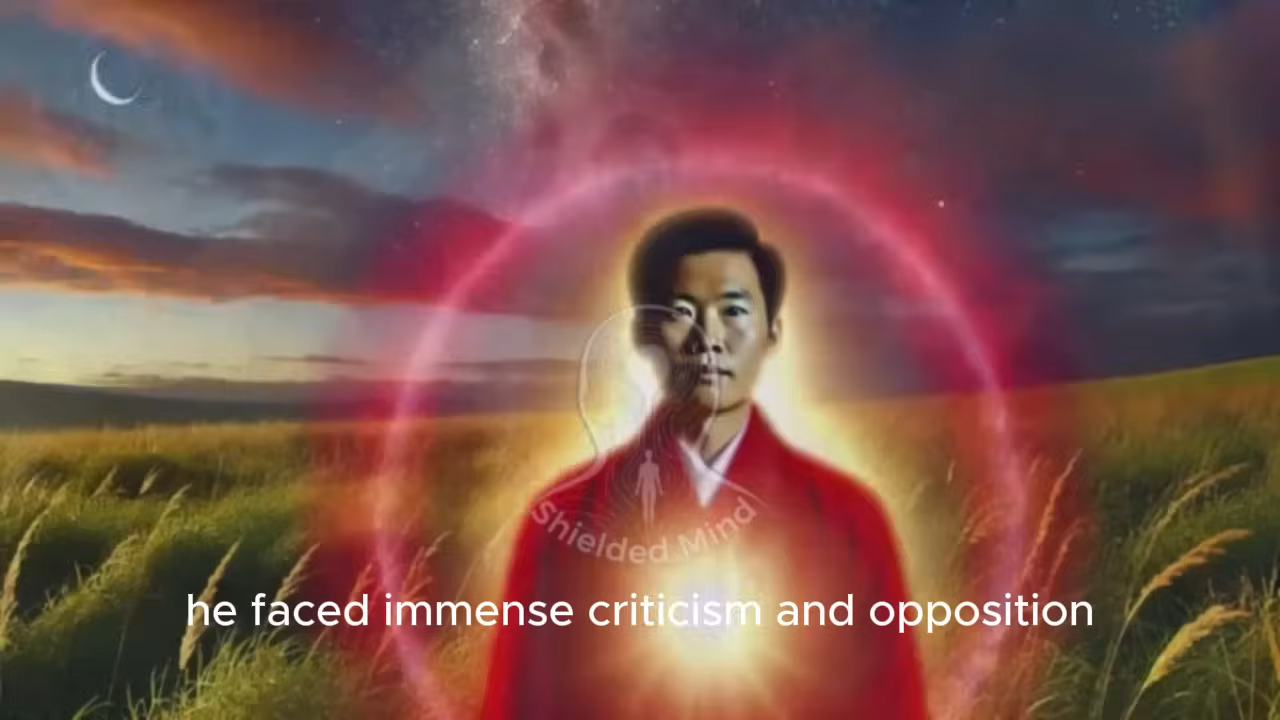 Shielded Mind
he faced immense criticism and opposition